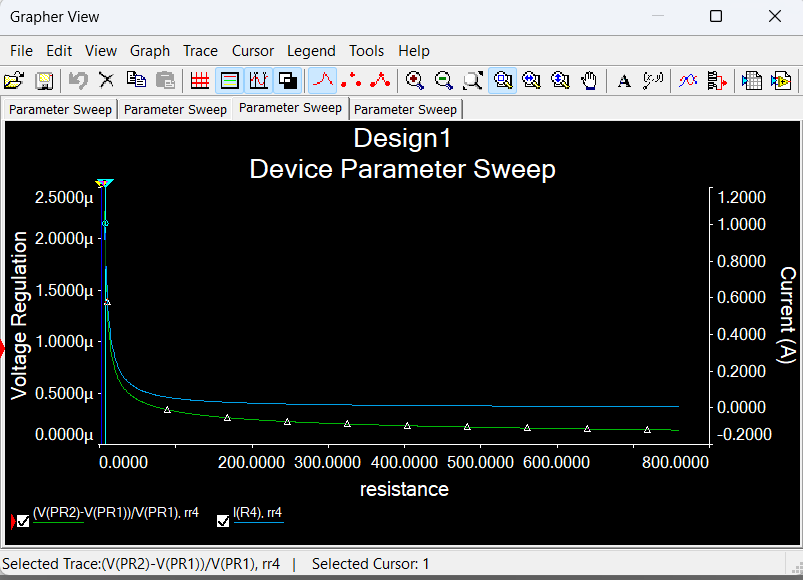 Grapher View
File Edit View Graph Trace Cursor Legend Tools Help
Parameter Sweep Parameter Sweep Parameter Sweep Parameter Sweep
Design1
Device Parameter Sweep
Voltage Regulation
2.5000µ
2.0000µ
1.5000µ
1.0000µ
0.5000µ
0.0000µ
1.2000
1.0000
0.8000
0.6000
0.4000
0.2000
0.0000
-0.2000
Current (A)
0.0000 200.0000 300.0000 400.0000 500.0000 600.0000 800.0000
resistance
(V(PR2)-V(PR1))/V(PR1), rr4 I(R4), rr4
Selected Trace:(V(PR2)-V(PR1))/V(PR1), rr4 | Selected Cursor: 1